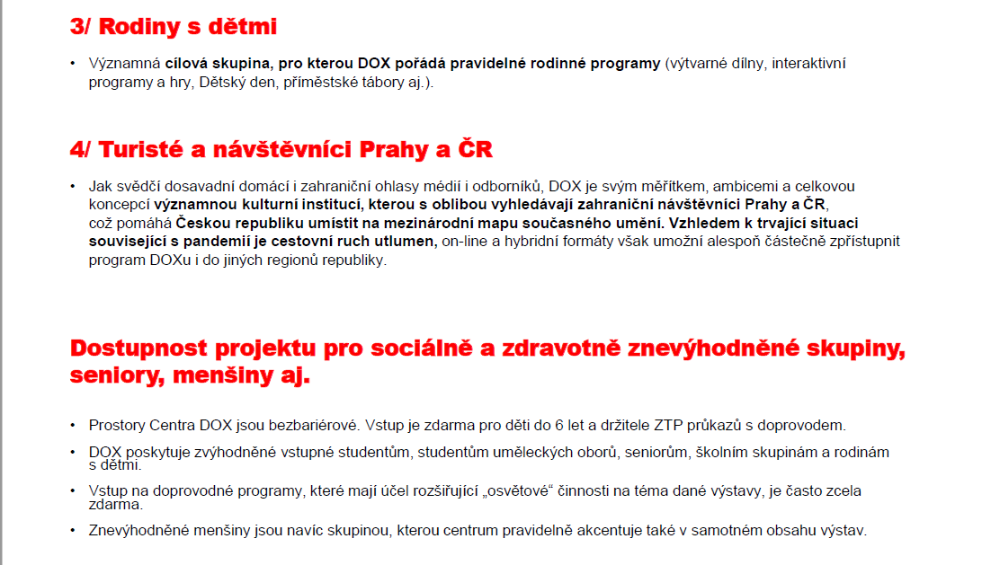 3/ Rodiny s dětmi
• Významná cílová skupina, pro kterou DOX pořádá pravidelné rodinné programy (výtvarné dílny, interaktivní
programy a hry, Dětský den, příměstské tábory aj.).
4/ Turisté a návštěvníci Prahy a ČR
• Jak svědčí dosavadní domácí i zahraniční ohlasy médií i odborníků, DOX je svým měřítkem, ambicemi a celkovou
koncepcí významnou kulturní institucí, kterou s oblibou vyhledávají zahraniční návštěvníci Prahy a ČR,
což pomáhá Českou republiku umístit na mezinárodní mapu současného umění. Vzhledem k trvající situaci
související s pandemií je cestovní ruch utlumen, on-line a hybridní formáty však umožní alespoň částečně zpřístupnit
program DOXu i do jiných regionů republiky.
Dostupnost projektu pro sociálně a zdravotně znevýhodněné skupiny,
seniory, menšiny aj.
• Prostory Centra DOX jsou bezbariérové. Vstup je zdarma pro děti do 6 let a držitele ZTP průkazů s doprovodem.
• DOX poskytuje zvýhodněné vstupné studentům, studentům uměleckých oborů, seniorům, školním skupinám a rodinám
s dětmi.
• Vstup na doprovodné programy, které mají účel rozšiřující „osvětové“ činnosti na téma dané výstavy, je často zcela
zdarma.
• Znevýhodněné menšiny jsou navíc skupinou, kterou centrum pravidelně akcentuje také v samotném obsahu výstav.